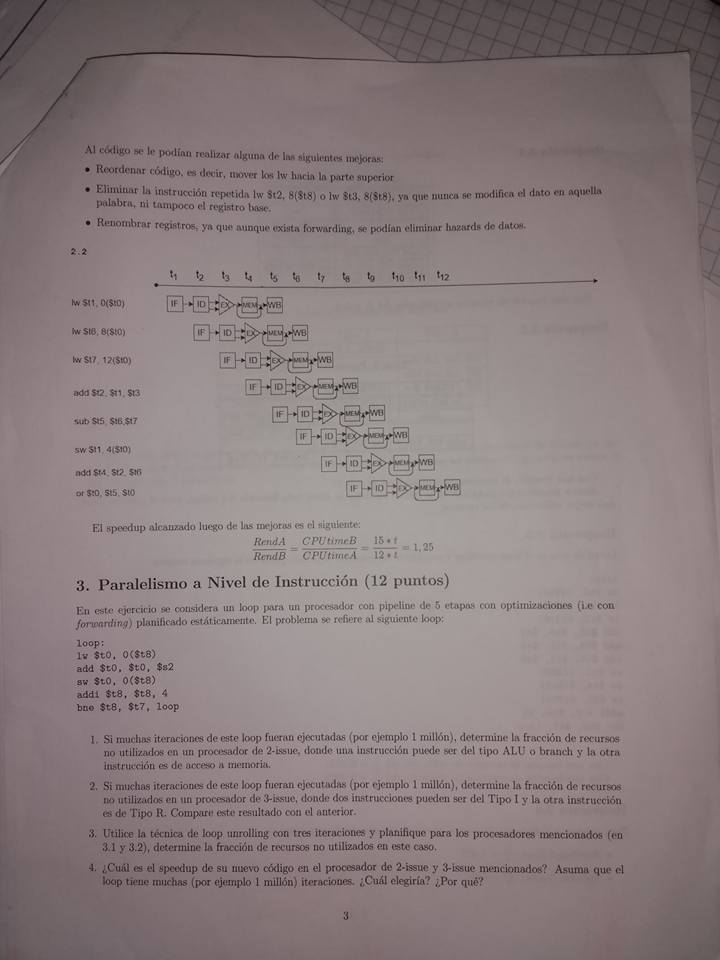 Al código se le podían realizar alguna de las siguientes mejoras:
• Reordenar código, es decir, mover los lw hacia la parte superior
• Eliminar la instrucción repetida lw $t2, 8($t8) o lw $t3, 8($t8), ya que nunca se modifica el dato en aquella
palabra, ni tampoco el registro base.
• Renombrar registros, ya que aunque exista forwarding, se podían eliminar hazards de datos.
2.2
t1 t2 t3 t4 t5 t6 t7 t8 t9 t10 t11 t12
lw $t1, 0($t0) IF ID EX MEM WB
lw $t6, 8($t0) IF ID EX MEM WB
lw $t7, 12($t0) IF ID EX MEM WB
add $t2, $t1, $t3 IF ID EX MEM WB
sub $t5, $t6,$t7 IF ID EX MEM WB
sw $t1, 4($t0) IF ID EX MEM WB
add $t4, $t2, $t6 IF ID EX MEM WB
or $t0, $t5, $t0 IF ID EX MEM WB
El speedup alcanzado luego de las mejoras es el siguiente:
RendA / RendB = CPUtimeB / CPUtimeA = 15 * t / 12 * t = 1,25
3. Paralelismo a Nivel de Instrucción (12 puntos)
En este ejercicio se considera un loop para un procesador con pipeline de 5 etapas con optimizaciones (i.e con
forwarding) planificado estáticamente. El problema se refiere al siguiente loop:
loop:
lw $t0, 0($t8)
add $t0, $t0, $s2
sw $t0, 0($t8)
addi $t8, $t8, 4
bne $t8, $t7, loop
1. Si muchas iteraciones de este loop fueran ejecutadas (por ejemplo 1 millón), determine la fracción de recursos
no utilizados en un procesador de 2-issue, donde una instrucción puede ser del tipo ALU o branch y la otra
instrucción es de acceso a memoria.
2. Si muchas iteraciones de este loop fueran ejecutadas (por ejemplo 1 millón), determine la fracción de recursos
no utilizados en un procesador de 3-issue, donde dos instrucciones pueden ser del Tipo I y la otra instrucción
es de Tipo R. Compare este resultado con el anterior.
3. Utilice la técnica de loop unrolling con tres iteraciones y planifique para los procesadores mencionados (en
3.1 y 3.2), determine la fracción de recursos no utilizados en este caso.
4. ¿Cuál es el speedup de su nuevo código en el procesador de 2-issue y 3-issue mencionados? Asuma que el
loop tiene muchas (por ejemplo 1 millón) iteraciones. ¿Cuál elegiría? ¿Por qué?
3